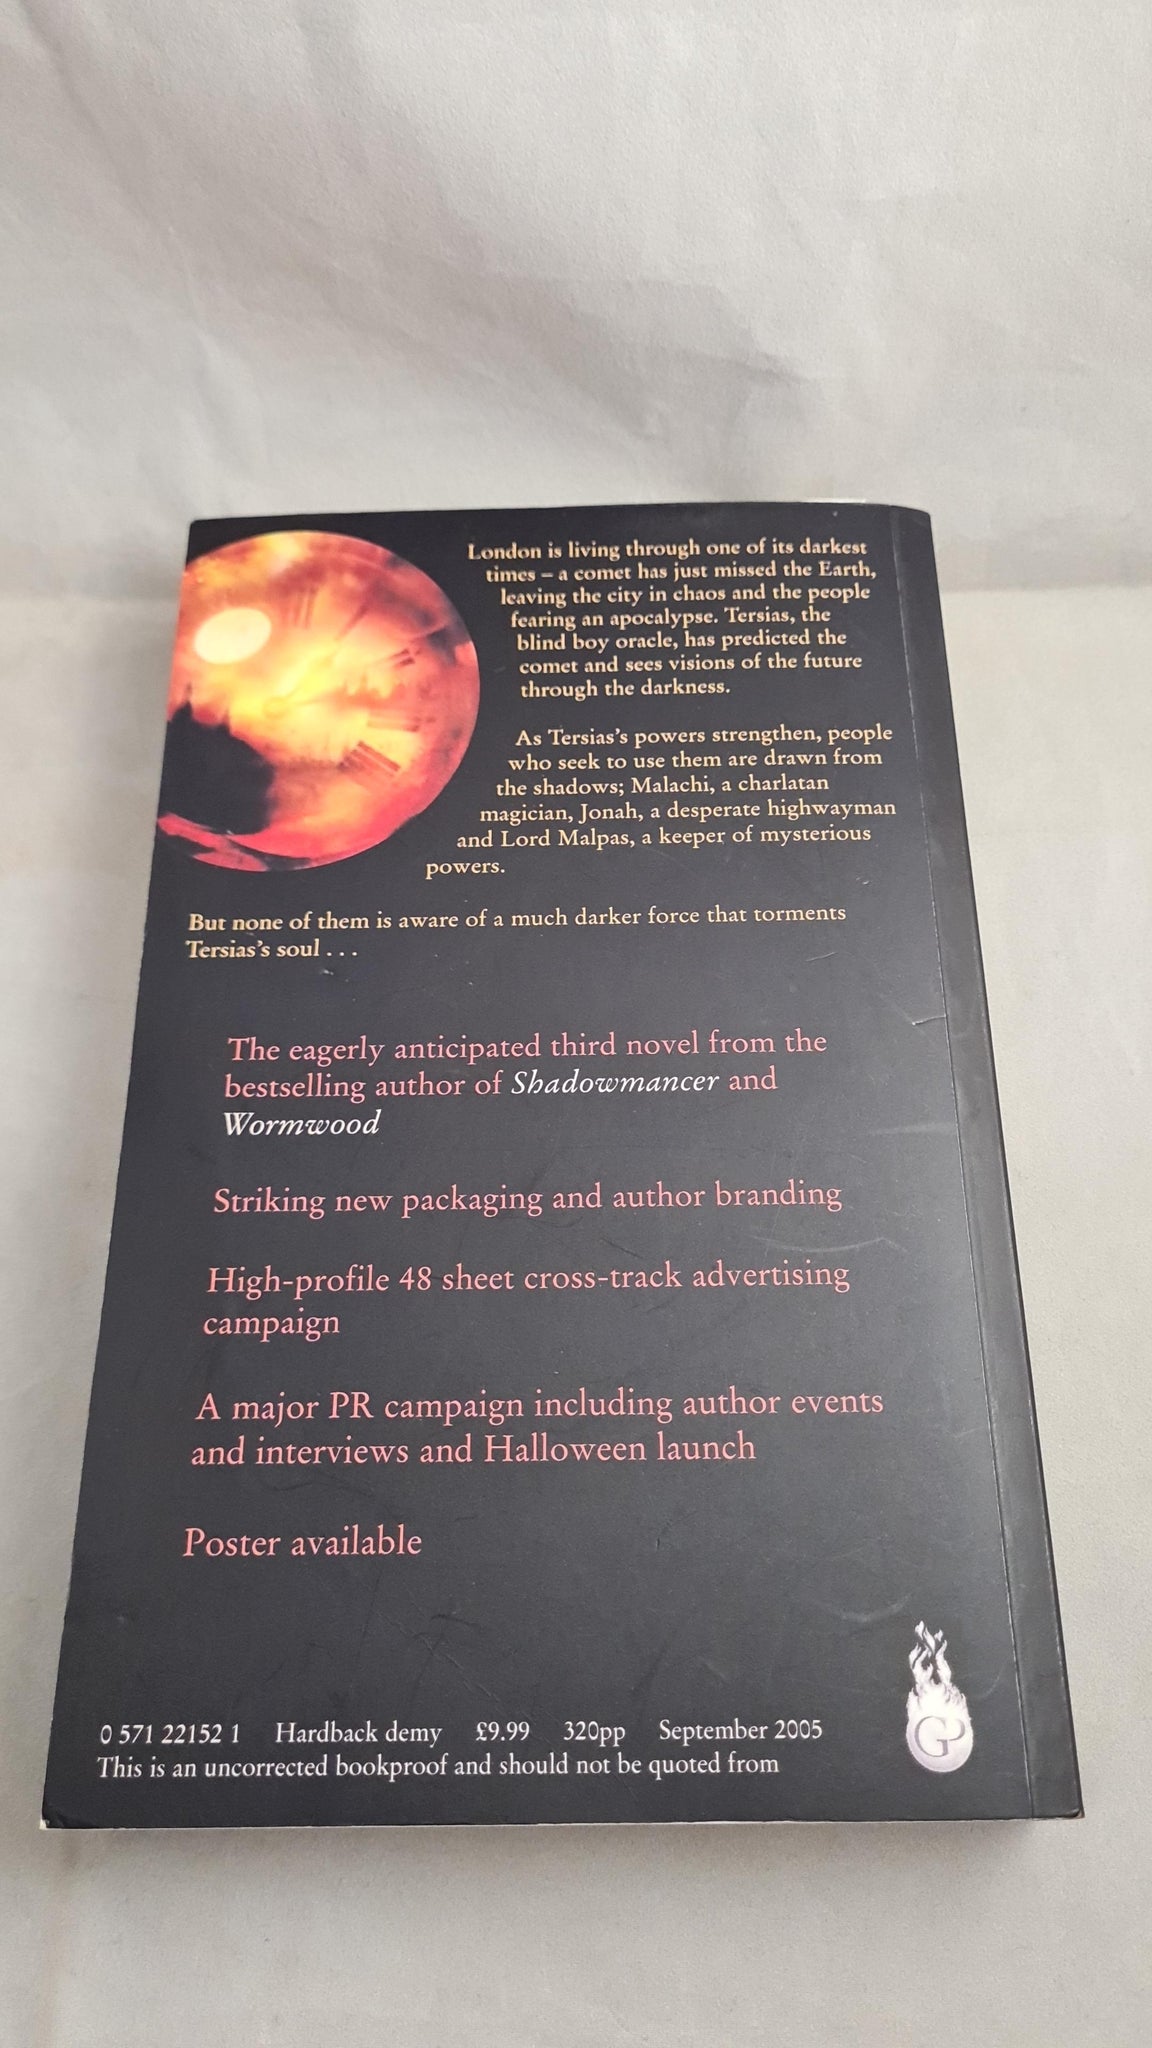 London is living through one of its darkest
times – a comet has just missed the Earth,
leaving the city in chaos and the people
fearing an apocalypse. Tersias, the
blind boy oracle, has predicted the
comet and sees visions of the future
through the darkness.
As Tersias's powers strengthen, people
who seek to use them are drawn from
the shadows; Malachi, a charlatan
magician, Jonah, a desperate highwayman
and Lord Malpas, a keeper of mysterious
powers.
But none of them is aware of a much darker force that torments
Tersias's soul . . .
The eagerly anticipated third novel from the
bestselling author of Shadowmancer and
Wormwood
Striking new packaging and author branding
High-profile 48 sheet cross-track advertising
campaign
A major PR campaign including author events
and interviews and Halloween launch
Poster available
0 571 22152 1 Hardback demy £9.99 320pp September 2005
This is an uncorrected bookproof and should not be quoted from
GP